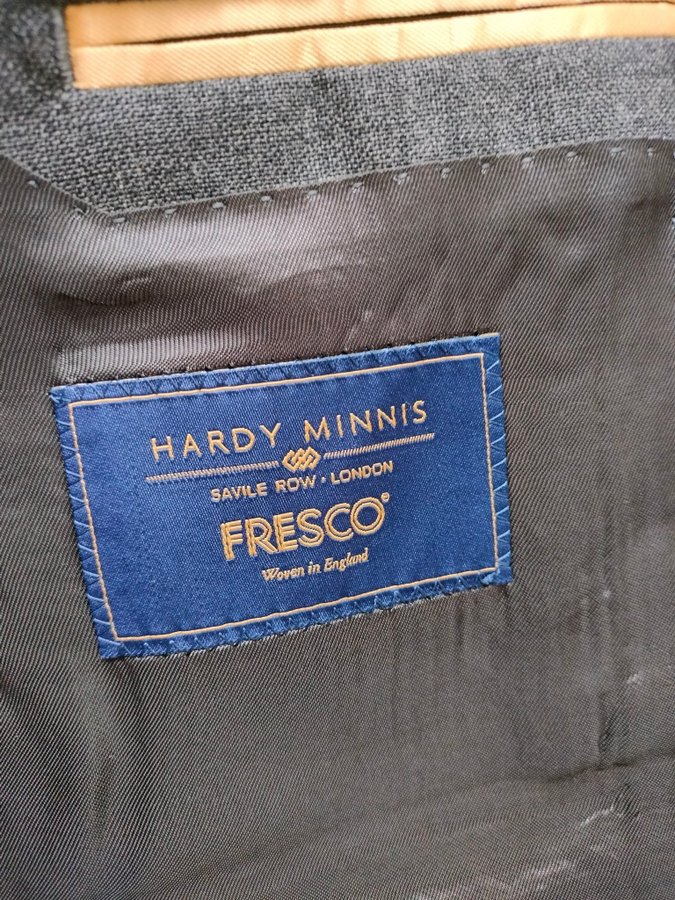 HARDY MINNIS
SAVILE ROW · LONDON
FRESCO®
Woven in England